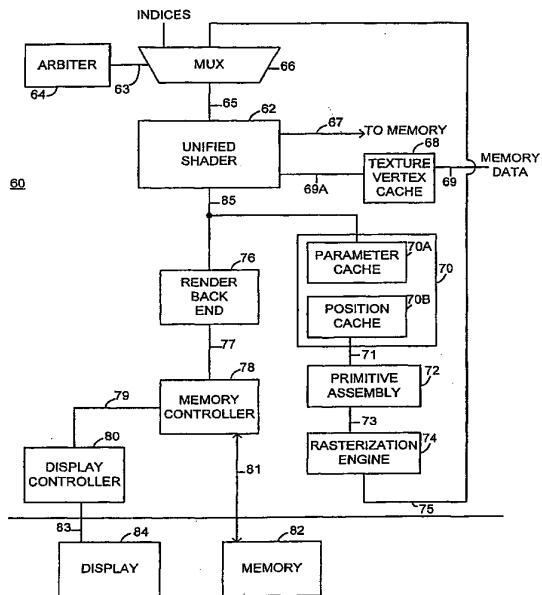 INDICES
ARBITER
64
63
MUX
66
65
62
UNIFIED
SHADER
67
TO MEMORY
68
TEXTURE
VERTEX
CACHE
MEMORY
DATA
69
69A
60
85
76
RENDER
BACK
END
70A
PARAMETER
CACHE
70
70B
POSITION
CACHE
71
77
78
MEMORY
CONTROLLER
PRIMITIVE
ASSEMBLY
72
73
79
80
DISPLAY
CONTROLLER
81
RASTERIZATION
ENGINE
74
75
83
84
DISPLAY
82
MEMORY